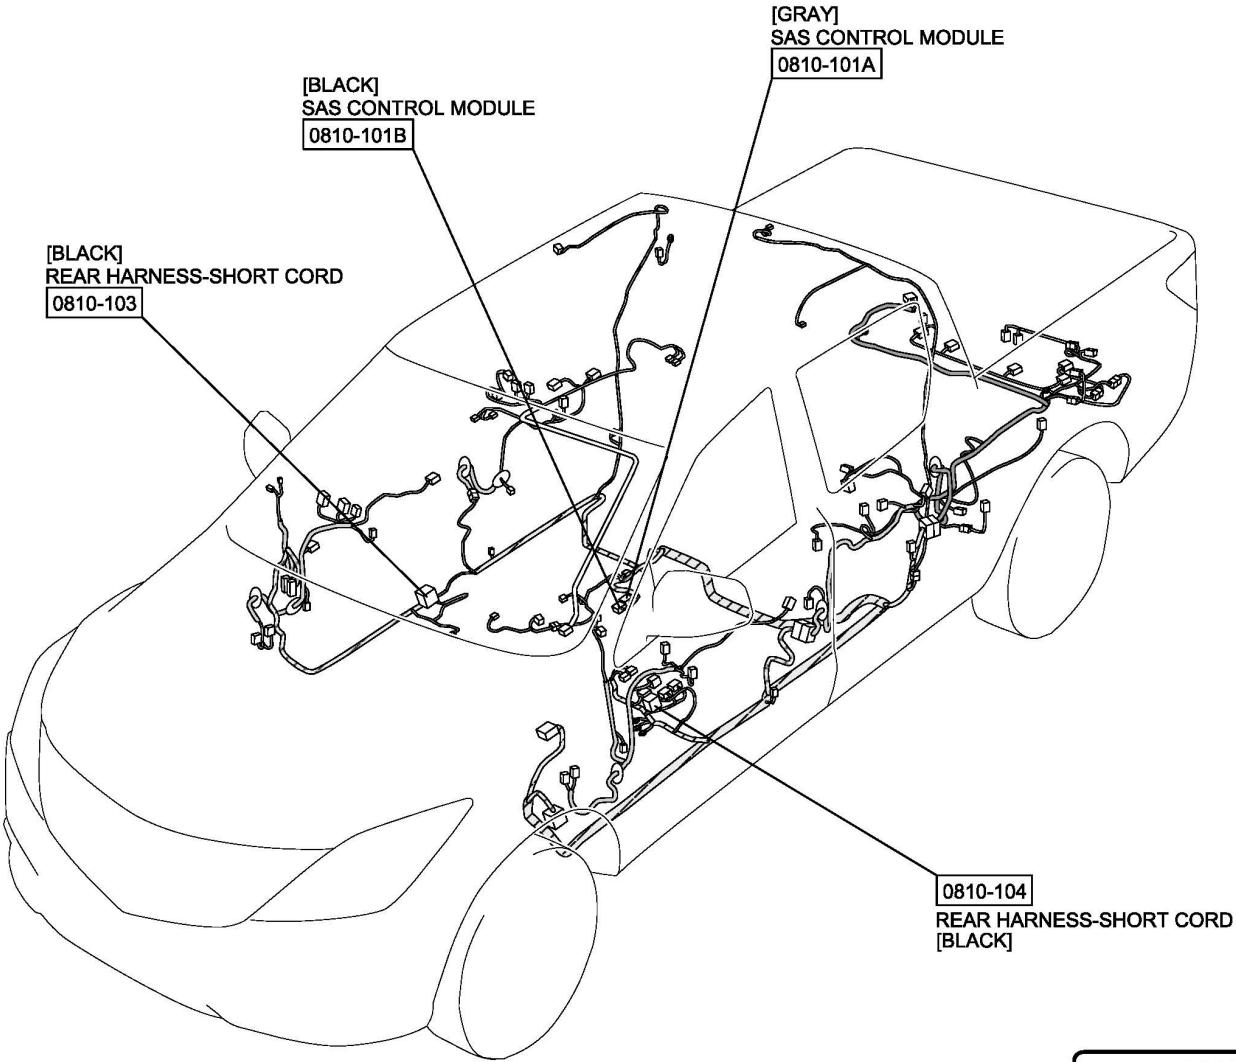 [GRAY]
SAS CONTROL MODULE
0810-101A
[BLACK]
SAS CONTROL MODULE
0810-101B
[BLACK]
REAR HARNESS-SHORT CORD
0810-103
0810-104
REAR HARNESS-SHORT CORD
[BLACK]